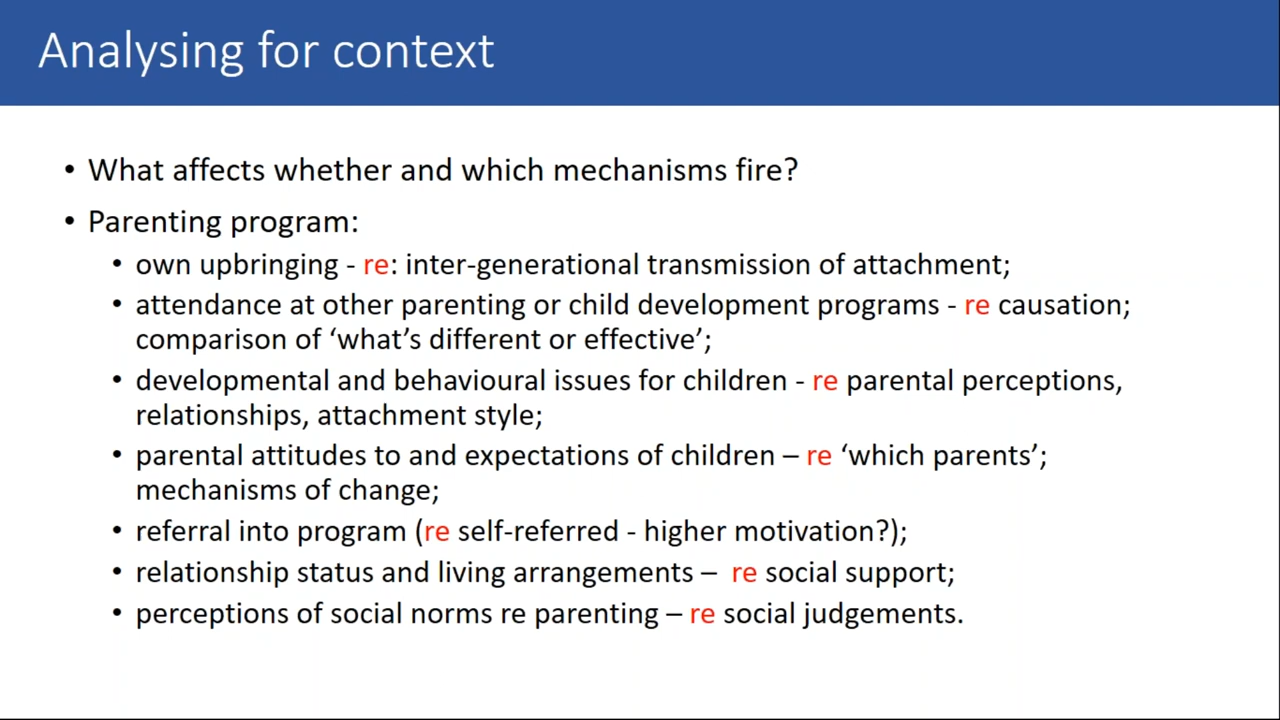 Analysing for context
• What affects whether and which mechanisms fire?
• Parenting program:
• own upbringing - re: inter-generational transmission of attachment;
• attendance at other parenting or child development programs - re causation;
comparison of ‘what’s different or effective’;
• developmental and behavioural issues for children - re parental perceptions,
relationships, attachment style;
• parental attitudes to and expectations of children – re ‘which parents’;
mechanisms of change;
• referral into program (re self-referred - higher motivation?);
• relationship status and living arrangements – re social support;
• perceptions of social norms re parenting – re social judgements.